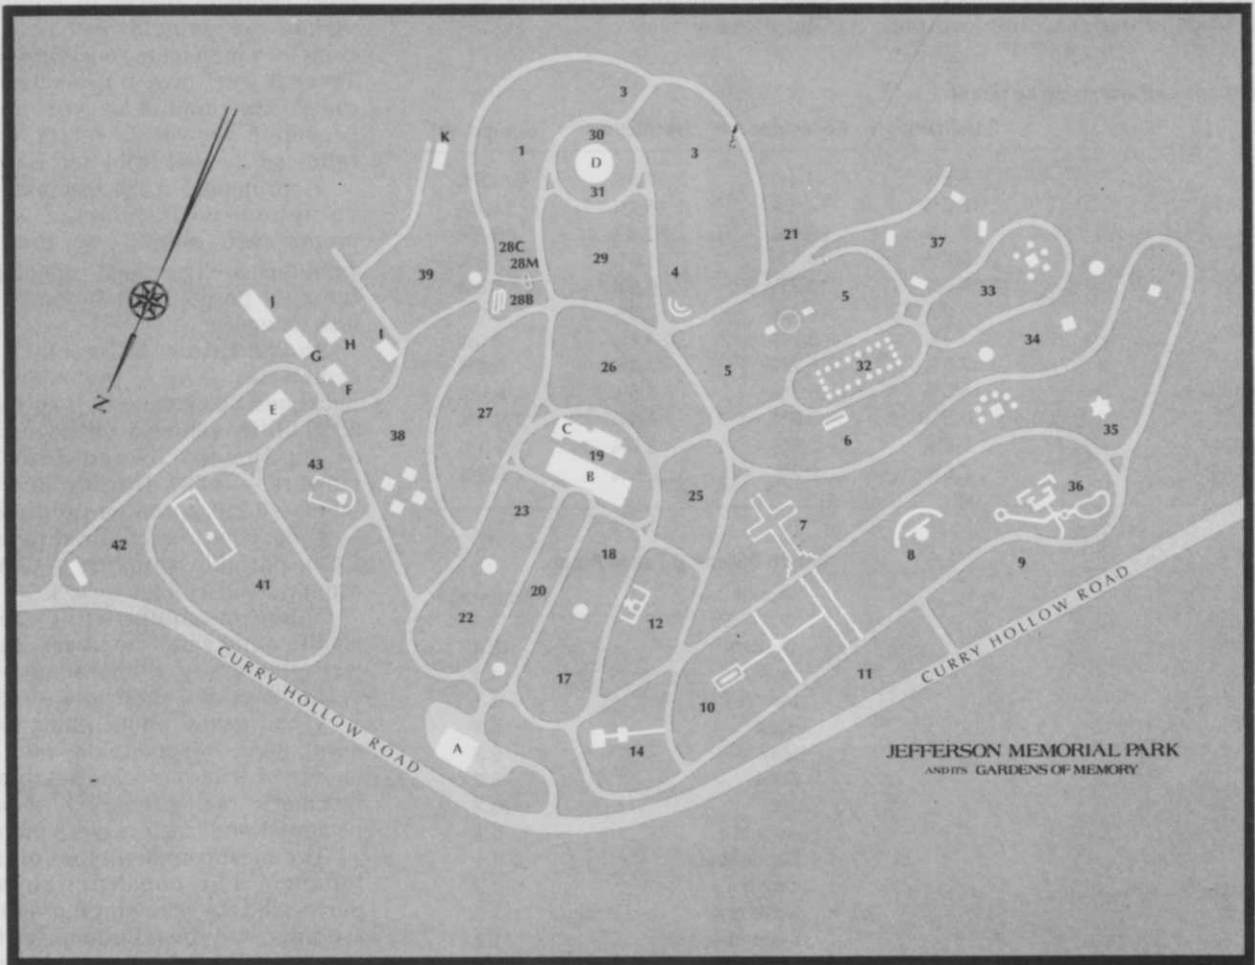 3
K
1
30
3
D
31
28C
21
37
28M
29
39
4
33
J
28B
5
I
H
G
34
26
32
F
5
E
27
6
C
38
35
19
43
B
36
25
23
7
42
18
8
9
41
20
22
12
17
11
10
A
14
N
CURRY HOLLOW ROAD
CURRY HOLLOW ROAD
JEFFERSON MEMORIAL PARK
AND ITS GARDENS OF MEMORY